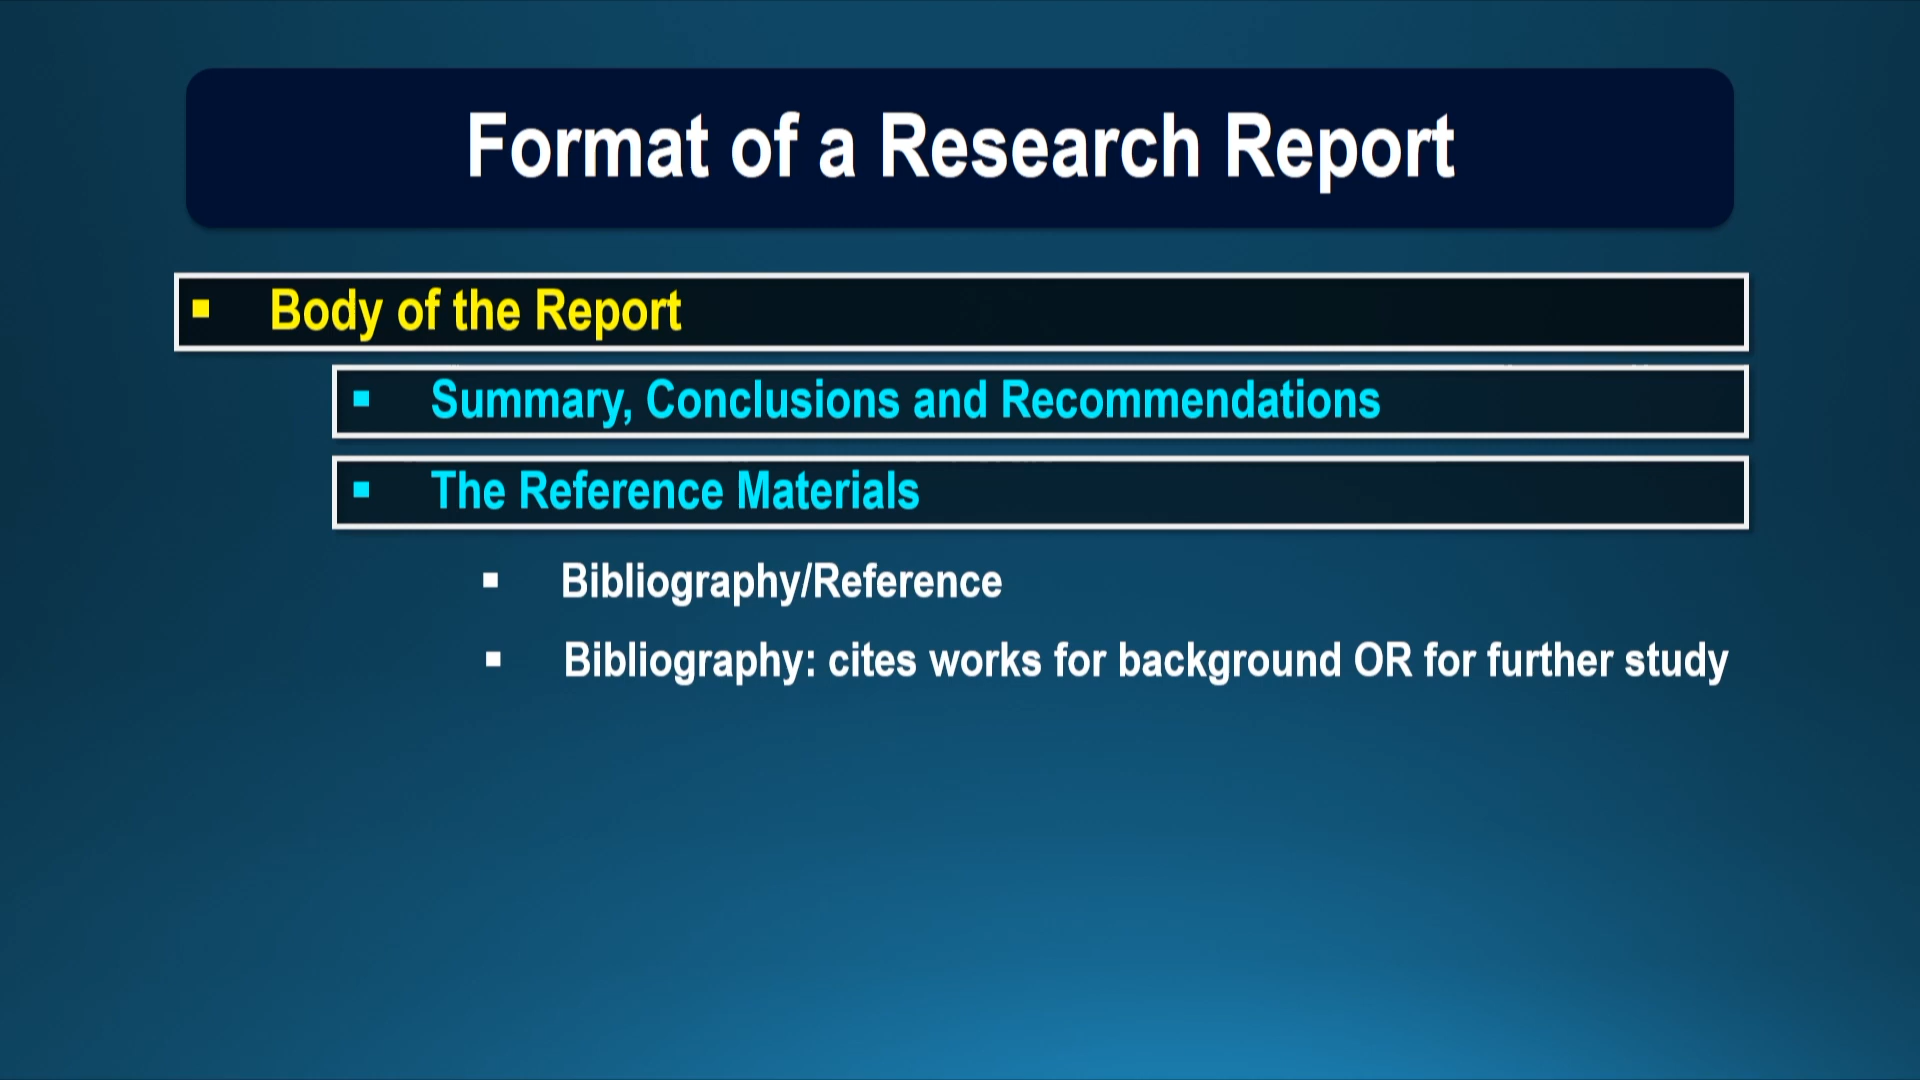 Format of a Research Report
▪ Body of the Report
▪ Summary, Conclusions and Recommendations
▪ The Reference Materials
▪ Bibliography/Reference
▪ Bibliography: cites works for background OR for further study